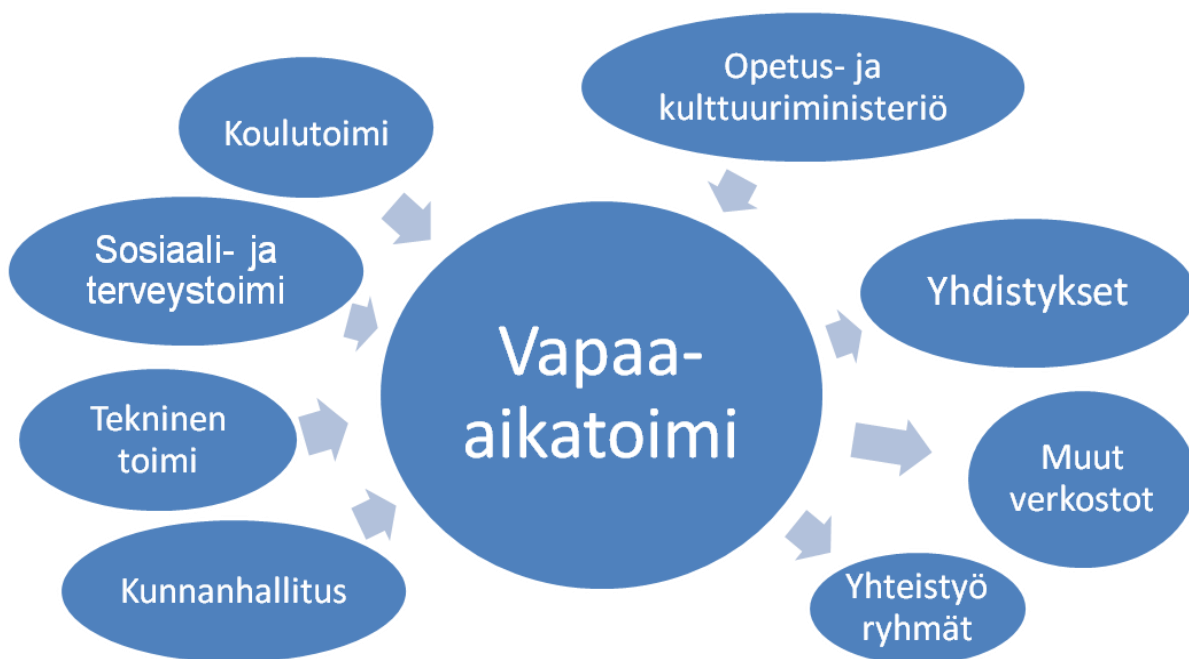 Opetus- ja
kulttuuriministeriö
Koulutoimi
Sosiaali- ja
terveystoimi
Yhdistykset
Vapaa-
aikatoimi
Tekninen
toimi
Muut
verkostot
Kunnanhallitus
Yhteistyö
ryhmät